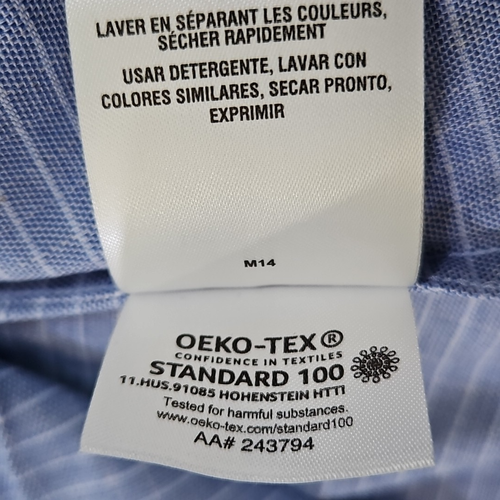 LAVER EN SÉPARANT LES COULEURS,
SÉCHER RAPIDEMENT
USAR DETERGENTE, LAVAR CON
COLORES SIMILARES, SECAR PRONTO,
EXPRIMIR
M14
OEKO-TEX®
CONFIDENCE IN TEXTILES
STANDARD 100
11.HUS.91085 HOHENSTEIN HTTI
Tested for harmful substances.
www.oeko-tex.com/standard100
AA# 243794